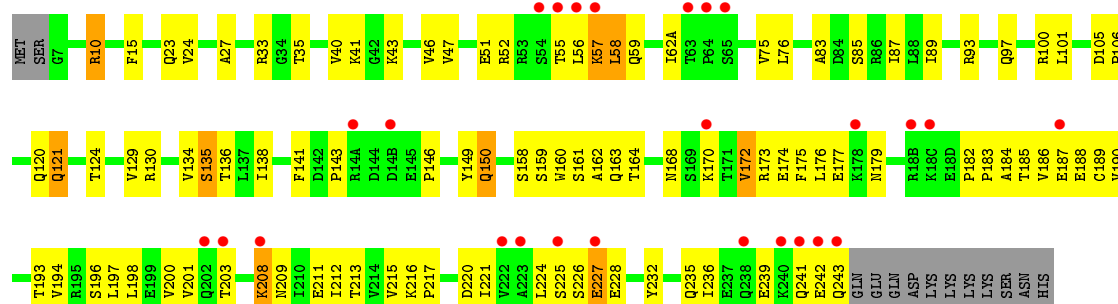 MET SER G7 R10 F15 Q23 V24 A27 R33 G34 T35 V40 K41 G42 K43 V46 V47 E51 R52 R53 S54 T55 L56 K57 L58 Q59 I62A T63 P64 S65 V75 L76 A83 D84 S85 R86 I87 L88 I89 R93 Q97 R100 L101 D105 P106
Q120 Q121 T124 V129 R130 V134 S135 T136 L137 I138 F141 D142 P143 R14A D144 D14B E145 P146 Y149 Q150 S158 S159 W160 S161 A162 Q163 T164 N168 S169 K170 T171 V172 R173 E174 F175 L176 E177 K178 N179 R18B K18C E18D P182 P183 A184 T185 V186 E187 E188 C189 V190
T193 V194 R195 S196 L197 L198 E199 V200 V201 Q202 T203 K208 N209 I210 E211 I212 T213 V214 V215 K216 P217 D220 I221 V222 A223 L224 S225 S226 E227 E228 Y232 Q235 I236 E237 Q238 E239 K240 Q241 E242 Q243 GLN GLU GLN ASP LYS LYS LYS LYS SER ASN HIS